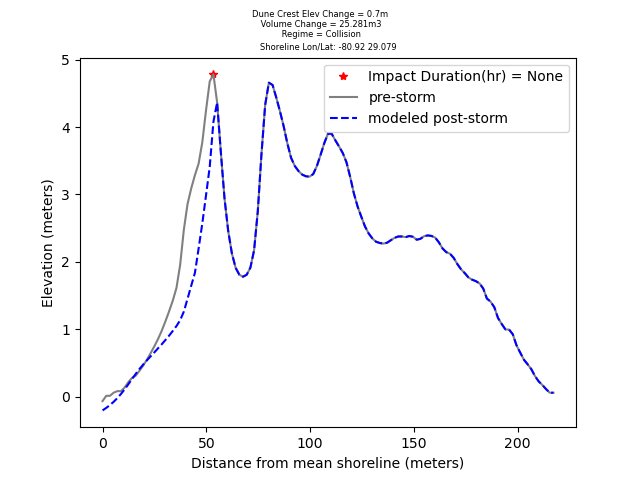 Dune Crest Elev Change = 0.7m
Volume Change = 25.281m3
Regime = Collision
Shoreline Lon/Lat: -80.92 29.079
Impact Duration(hr) = None
pre-storm
modeled post-storm
Elevation (meters)
5
4
3
2
1
0
0 50 100 150 200
Distance from mean shoreline (meters)